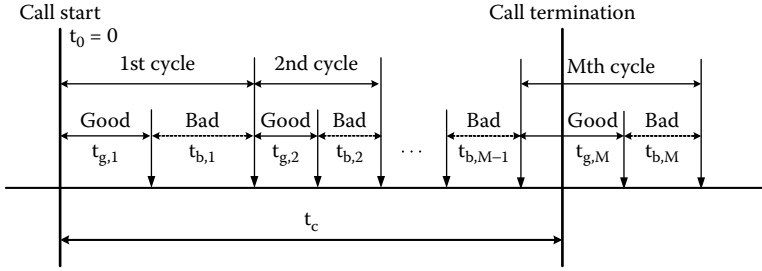 Call start
Call termination
t0 = 0
1st cycle
2nd cycle
Mth cycle
Good
Bad
Good
Bad
Bad
Good
Bad
tg,1
tb,1
tg,2
tb,2
...
tb,M–1
tg,M
tb,M
tc